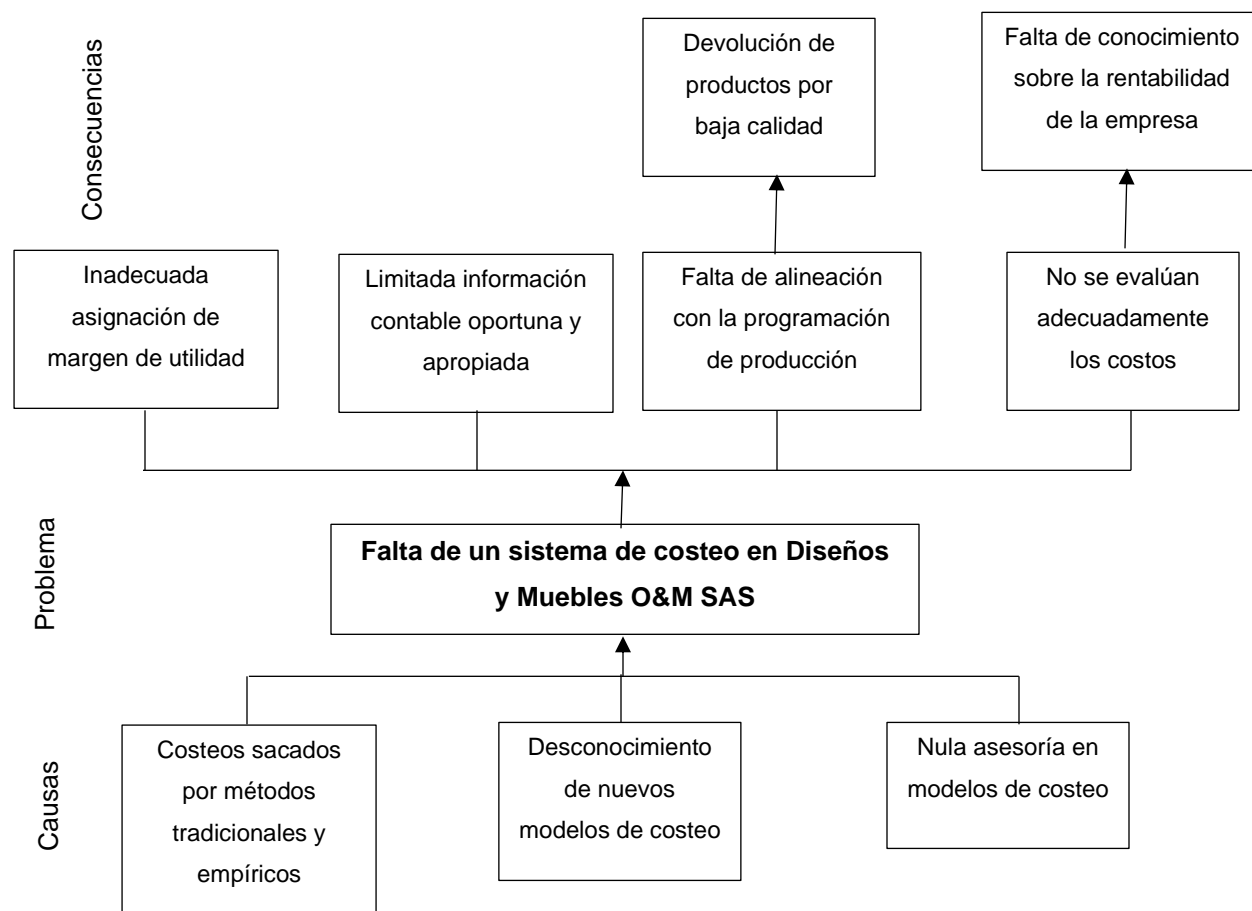 Consecuencias
Devolución de
productos por
baja calidad
Falta de conocimiento
sobre la rentabilidad
de la empresa
Inadecuada
asignación de
margen de utilidad
Limitada información
contable oportuna y
apropiada
Falta de alineación
con la programación
de producción
No se evalúan
adecuadamente
los costos
Problema
Falta de un sistema de costeo en Diseños
y Muebles O&M SAS
Causas
Costeos sacados
por métodos
tradicionales y
empíricos
Desconocimiento
de nuevos
modelos de costeo
Nula asesoría en
modelos de costeo